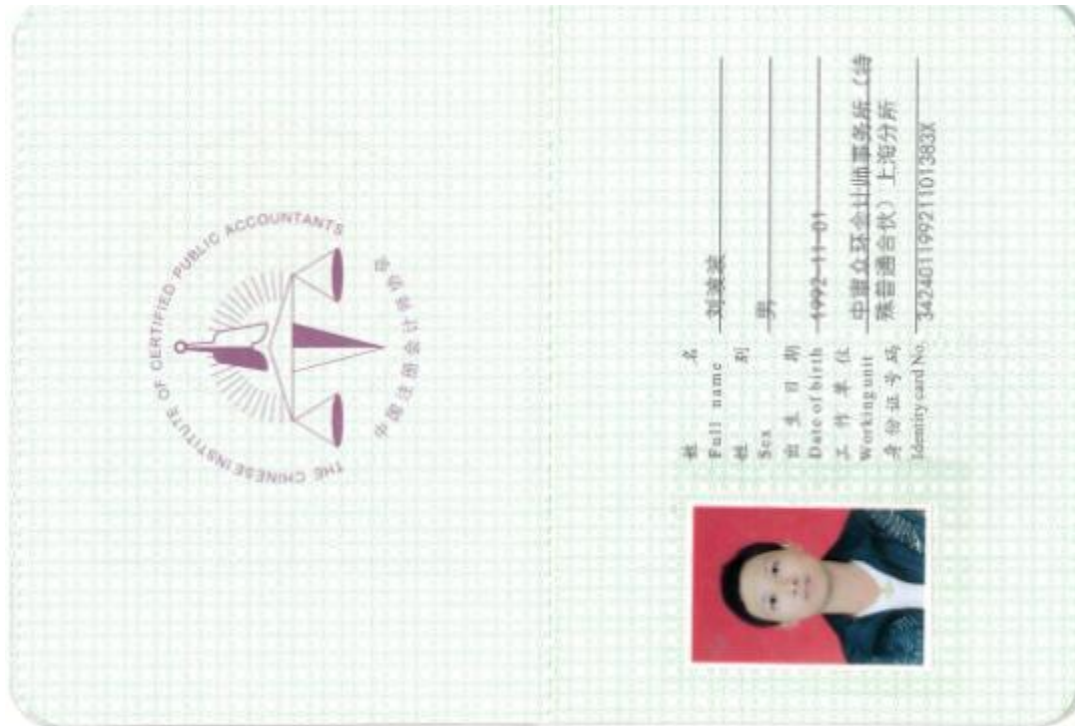 THE CHINESE INSTITUTE OF CERTIFIED PUBLIC ACCOUNTANTS
中国注册会计师协会
姓 名
Full name 刘波波
性 别
Sex 男
出 生 日 期
Date of birth 1992-11-01
工 作 单 位
Working unit 中审众环会计师事务所（特
殊普通合伙）上海分所
身 份 证 号 码
Identity card No. 34240119921101383X